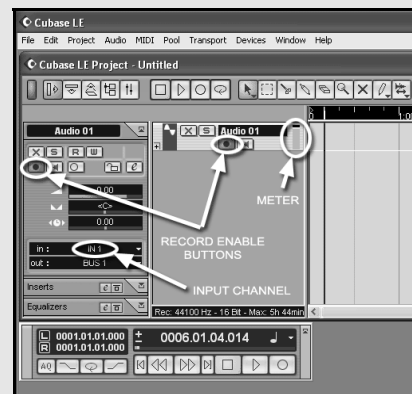 Cubase LE
File Edit Project Audio MIDI Pool Transport Devices Window Help
Cubase LE Project - Untitled
Audio 01
X S R W
e
0.00
<C>
0.00
in : IN 1
out : BUS 1
Inserts e
Equalizers e
X S Audio 01
METER
RECORD ENABLE
BUTTONS
INPUT CHANNEL
Rec: 44100 Hz - 16 Bit - Max: 5h 44min
L 0001.01.01.000
R 0001.01.01.000
0006.01.04.014
AQ